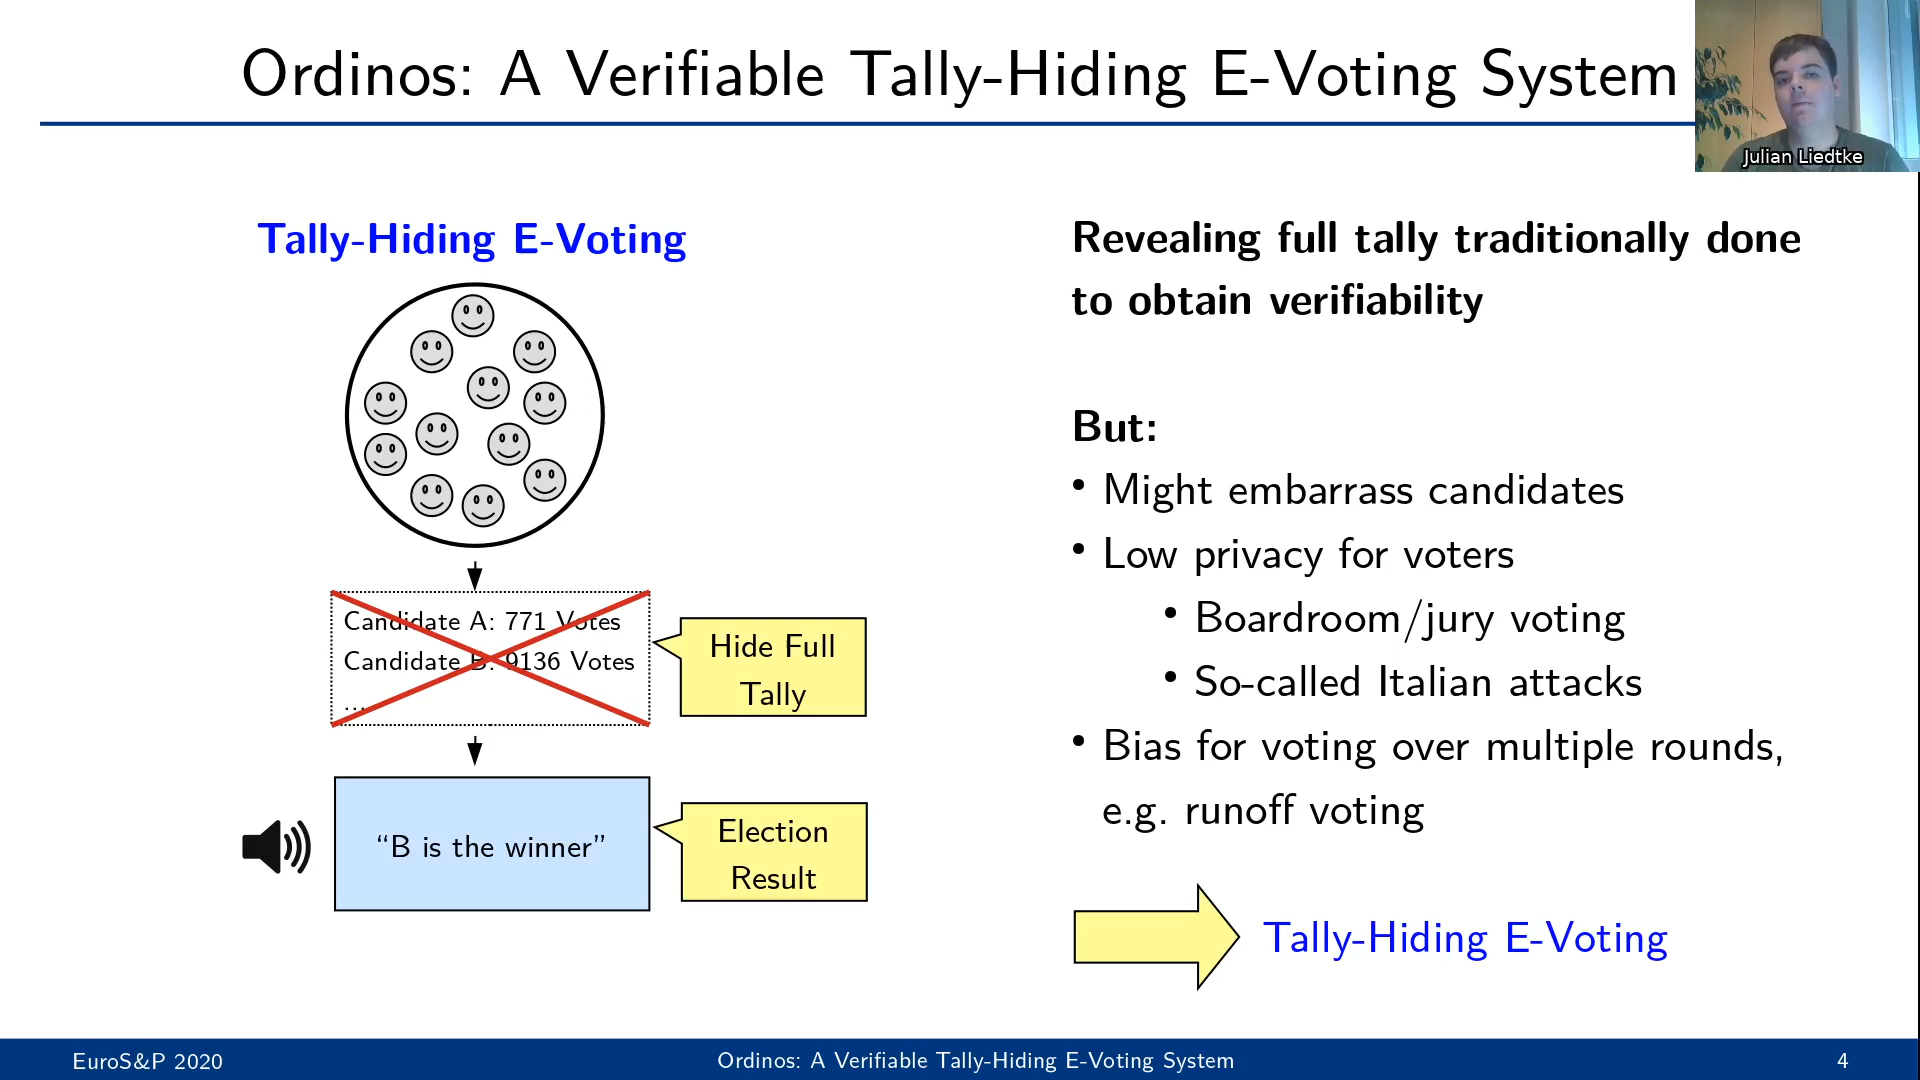 Ordinos: A Verifiable Tally-Hiding E-Voting System
Julian Liedtke
Tally-Hiding E-Voting
Candidate A: 771 Votes
Candidate B: 9136 Votes
...
Hide Full
Tally
“B is the winner”
Election
Result
Revealing full tally traditionally done
to obtain verifiability
But:
• Might embarrass candidates
• Low privacy for voters
• Boardroom/jury voting
• So-called Italian attacks
• Bias for voting over multiple rounds,
e.g. runoff voting
Tally-Hiding E-Voting
EuroS&P 2020
Ordinos: A Verifiable Tally-Hiding E-Voting System
4